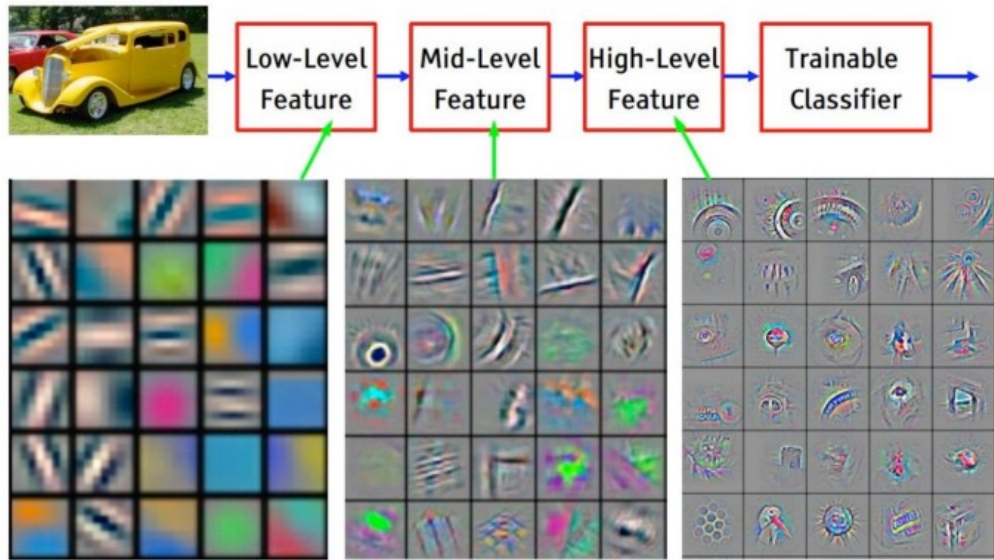 Low-Level
Feature
Mid-Level
Feature
High-Level
Feature
Trainable
Classifier